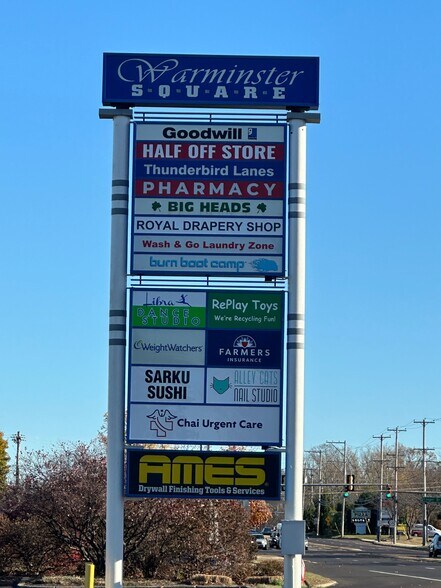 Warminster
SQUARE
Goodwill
HALF OFF STORE
Thunderbird Lanes
PHARMACY
BIG HEADS
ROYAL DRAPERY SHOP
Wash & Go Laundry Zone
burn boot camp
Libra
DANCE
STUDIO
RePlay Toys
We're Recycling Fun!
WeightWatchers
FARMERS
INSURANCE
SARKU
SUSHI
ALLEY CATS
NAIL STUDIO
Chai Urgent Care
AMES
Drywall Finishing Tools & Services